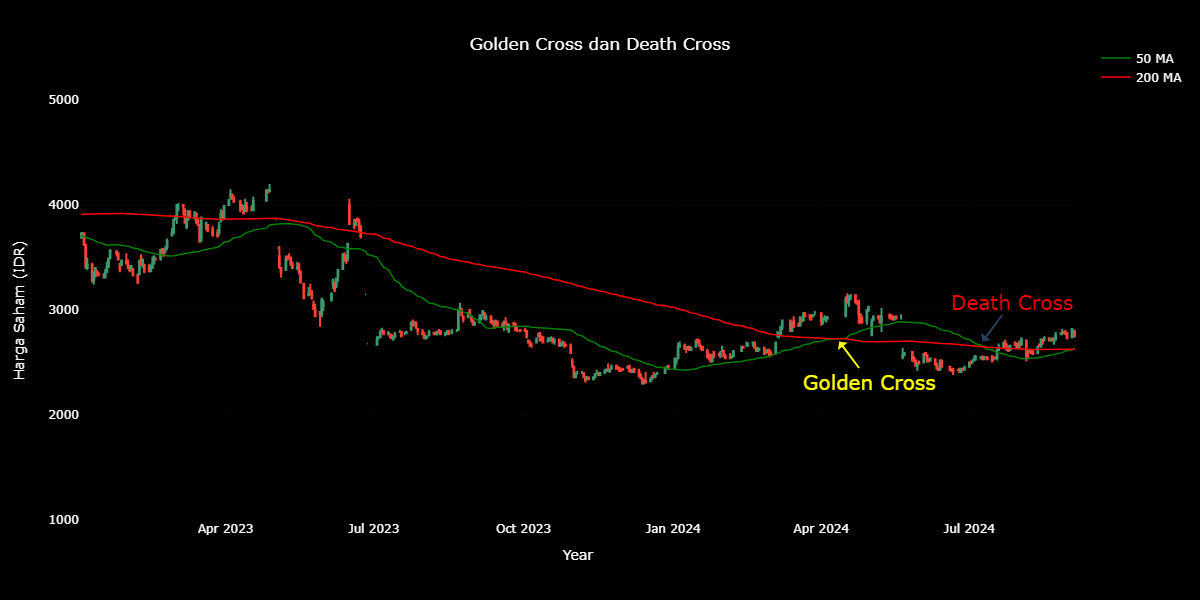 Golden Cross dan Death Cross
50 MA
200 MA
5000
4000
3000
2000
1000
Harga Saham (IDR)
Death Cross
Golden Cross
Apr 2023
Jul 2023
Oct 2023
Jan 2024
Apr 2024
Jul 2024
Year